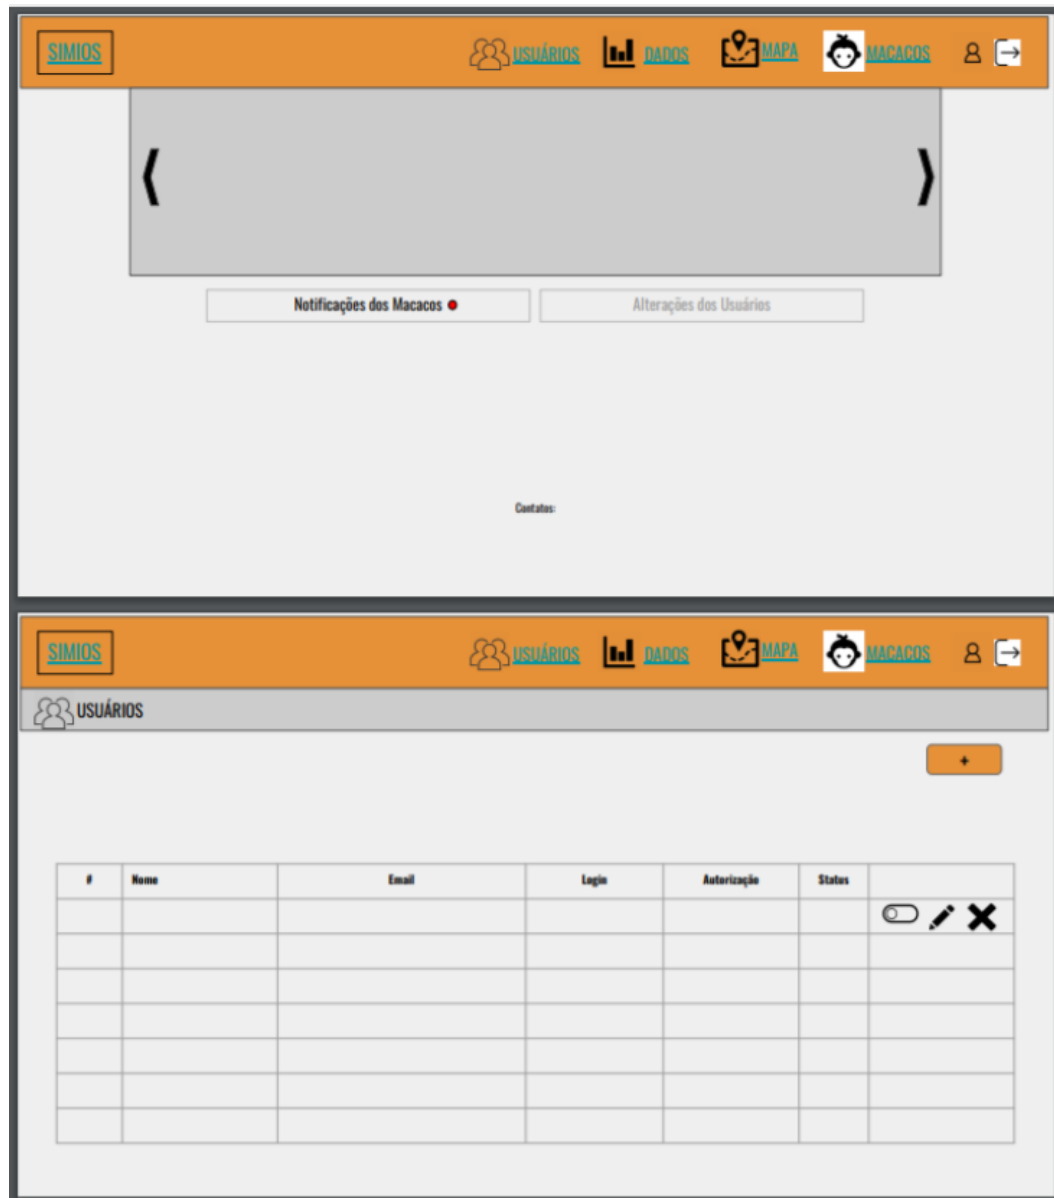 SIMIOS USUÁRIOS DADOS MAPA MACACOS
Notificações dos Macacos Alterações dos Usuários
Contatos:
SIMIOS USUÁRIOS DADOS MAPA MACACOS
USUÁRIOS
+
# Nome Email Login Autorização Status